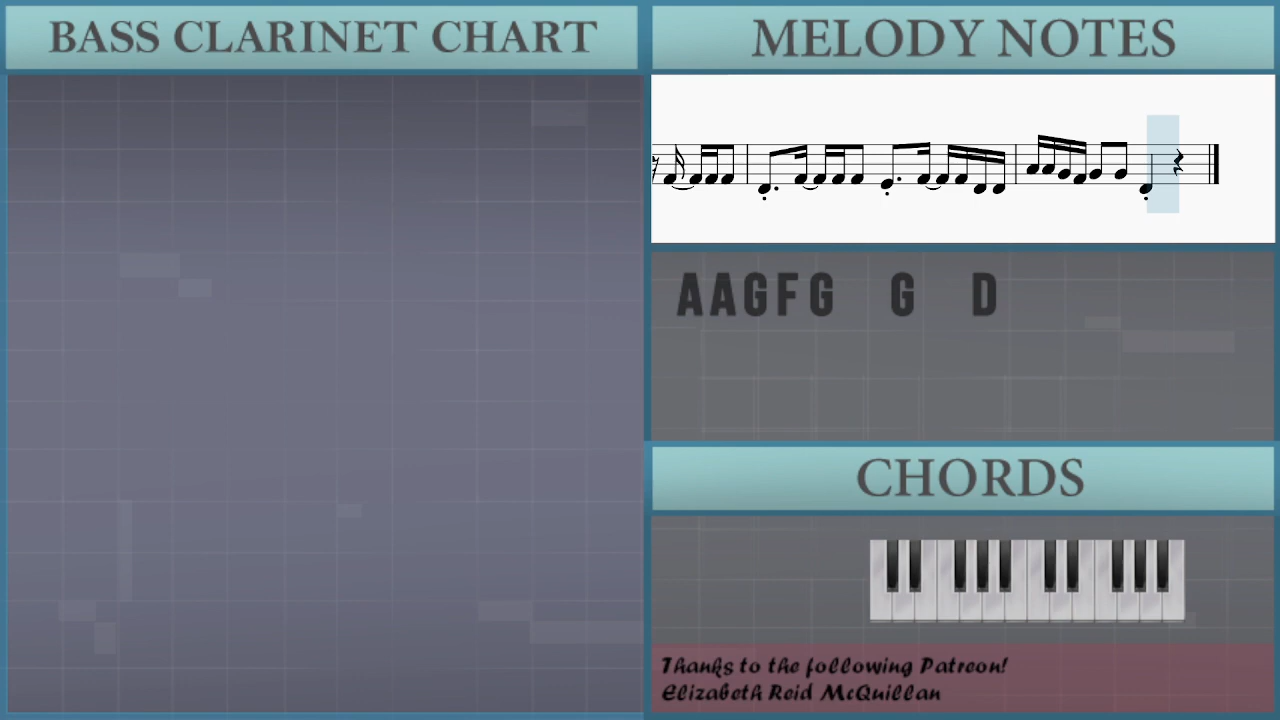 BASS CLARINET CHART
MELODY NOTES
AAGFG G D
CHORDS
Thanks to the following Patreon!
Elizabeth Reid McQuillan